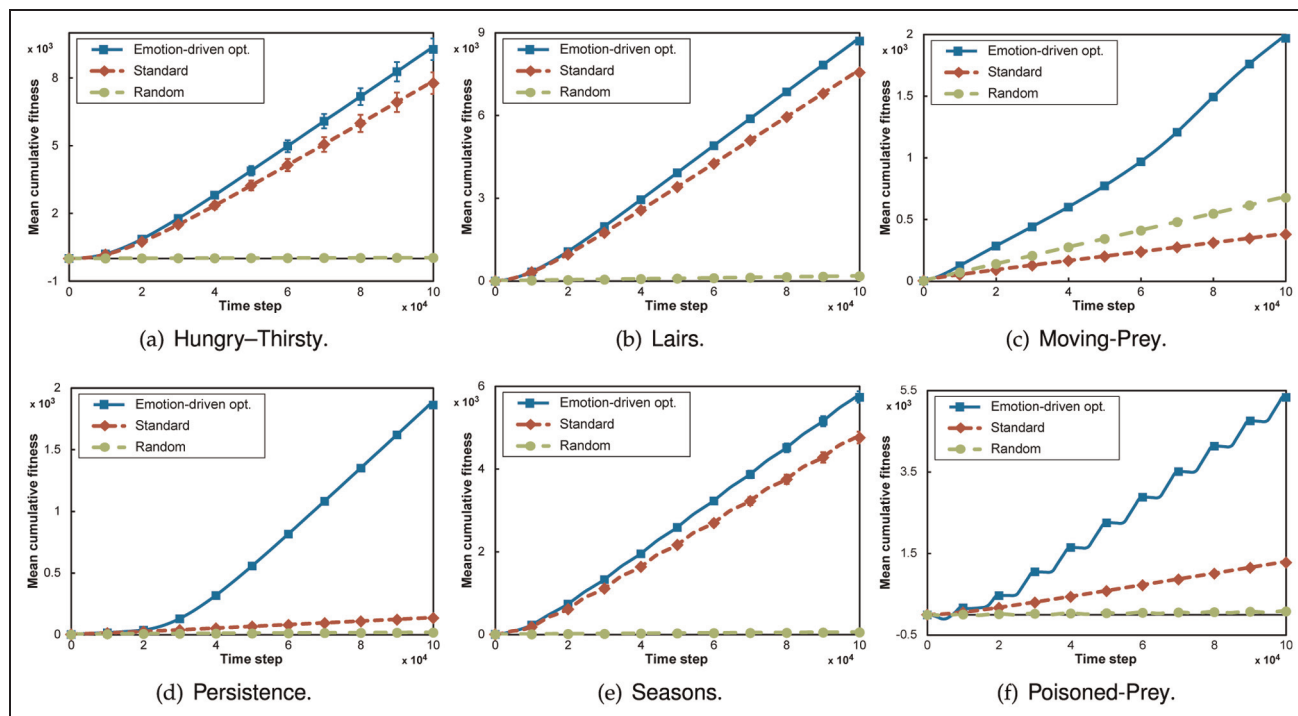 x 10³
8
5
2
-1
Mean cumulative fitness
Emotion-driven opt.
Standard
Random
0 2 4 6 8 10
Time step
x 10⁴
(a) Hungry–Thirsty.
x 10³
9
6
3
0
Mean cumulative fitness
Emotion-driven opt.
Standard
Random
0 2 4 6 8 10
Time step
x 10⁴
(b) Lairs.
x 10³
2
1.5
1
0.5
0
Mean cumulative fitness
Emotion-driven opt.
Standard
Random
0 2 4 6 8 10
Time step
x 10⁴
(c) Moving-Prey.
x 10³
2
1.5
1
0.5
0
Mean cumulative fitness
Emotion-driven opt.
Standard
Random
0 2 4 6 8 10
Time step
x 10⁴
(d) Persistence.
x 10³
6
4
2
0
Mean cumulative fitness
Emotion-driven opt.
Standard
Random
0 2 4 6 8 10
Time step
x 10⁴
(e) Seasons.
x 10³
5.5
3.5
1.5
-0.5
Mean cumulative fitness
Emotion-driven opt.
Standard
Random
0 2 4 6 8 10
Time step
x 10⁴
(f) Poisoned-Prey.